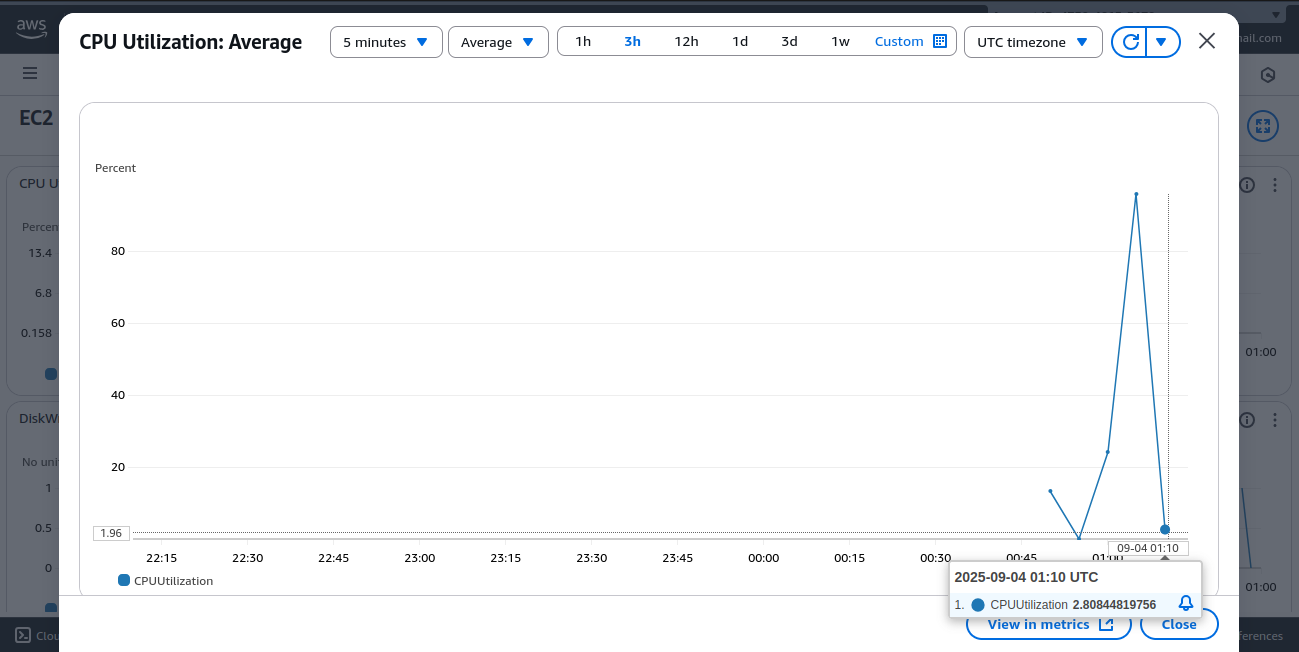 aws
CPU Utilization: Average
5 minutes
Average
1h
3h
12h
1d
3d
1w
Custom
UTC timezone
ail.com
EC2
CPU U
Percen
13.4
6.8
0.158
01:00
DiskW
No uni
1
0.5
0
01:00
Percent
80
60
40
20
1.96
22:15
22:30
22:45
23:00
23:15
23:30
23:45
00:00
00:15
00:30
00:45
01:00
09-04 01:10
CPUUtilization
2025-09-04 01:10 UTC
1. CPUUtilization 2.80844819756
View in metrics
Close
Clou
ferences